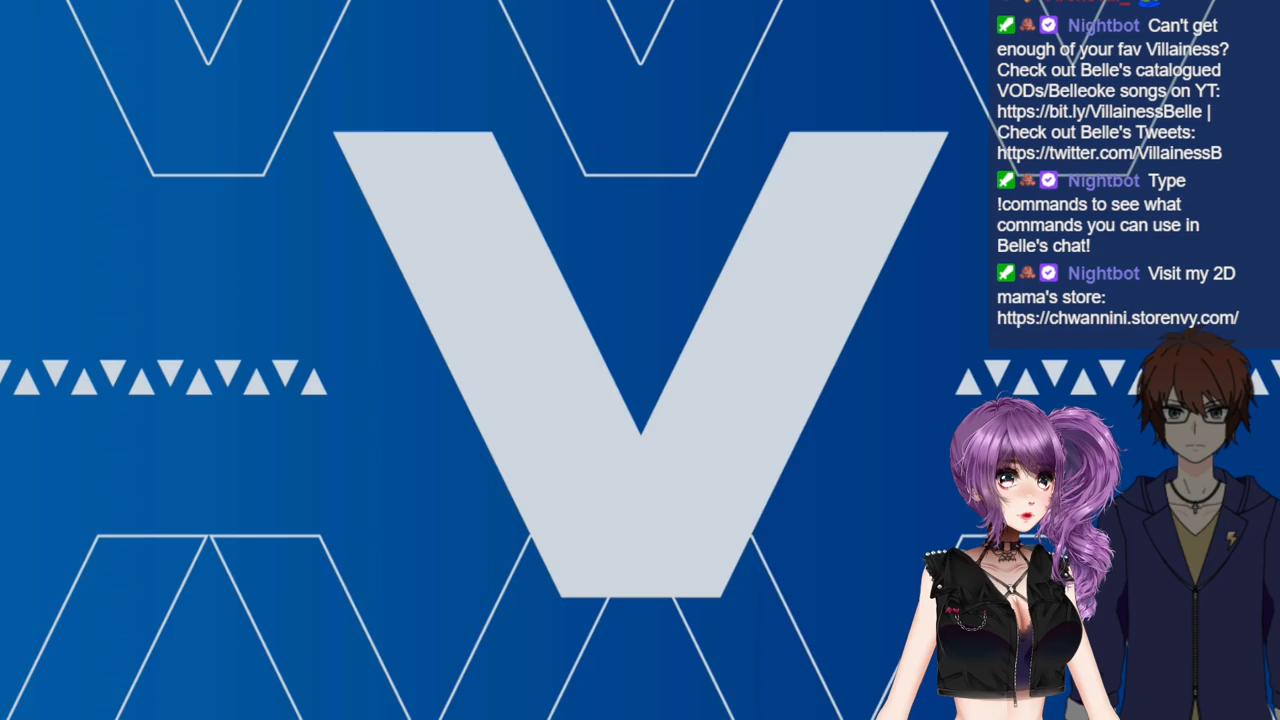 V
Nightbot Can't get
enough of your fav Villainess?
Check out Belle's catalogued
VODs/Belleoke songs on YT:
https://bit.ly/VillainessBelle |
Check out Belle's Tweets:
https://twitter.com/VillainessB
Nightbot Type
!commands to see what
commands you can use in
Belle's chat!
Nightbot Visit my 2D
mama's store:
https://chwannini.storenvy.com/